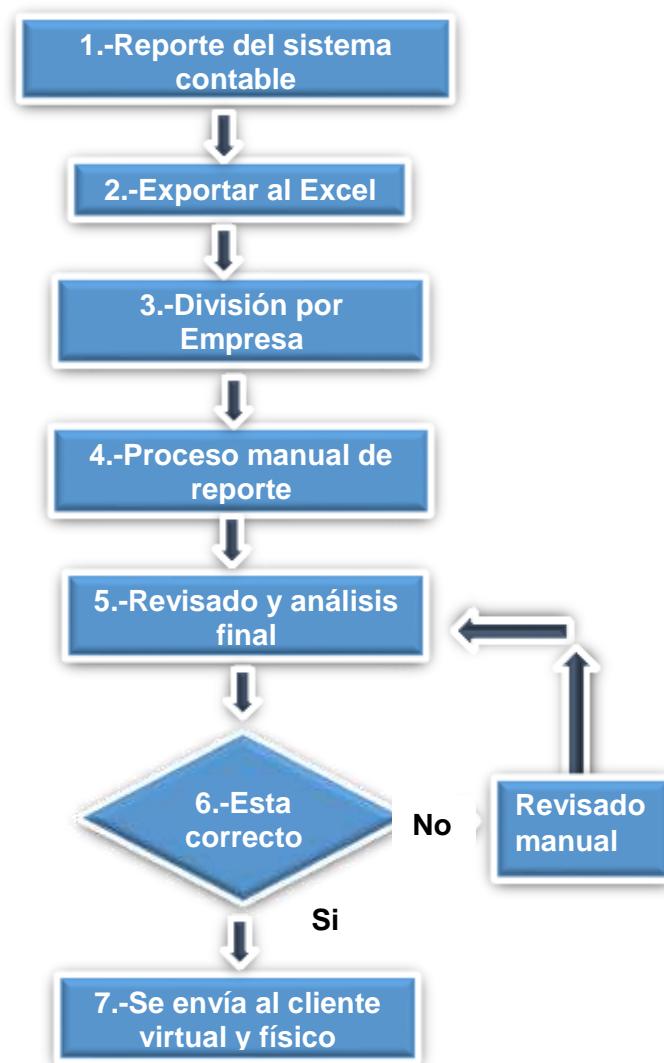 1.-Reporte del sistema
contable
2.-Exportar al Excel
3.-División por
Empresa
4.-Proceso manual de
reporte
5.-Revisado y análisis
final
6.-Esta
correcto
No
Revisado
manual
Si
7.-Se envía al cliente
virtual y físico